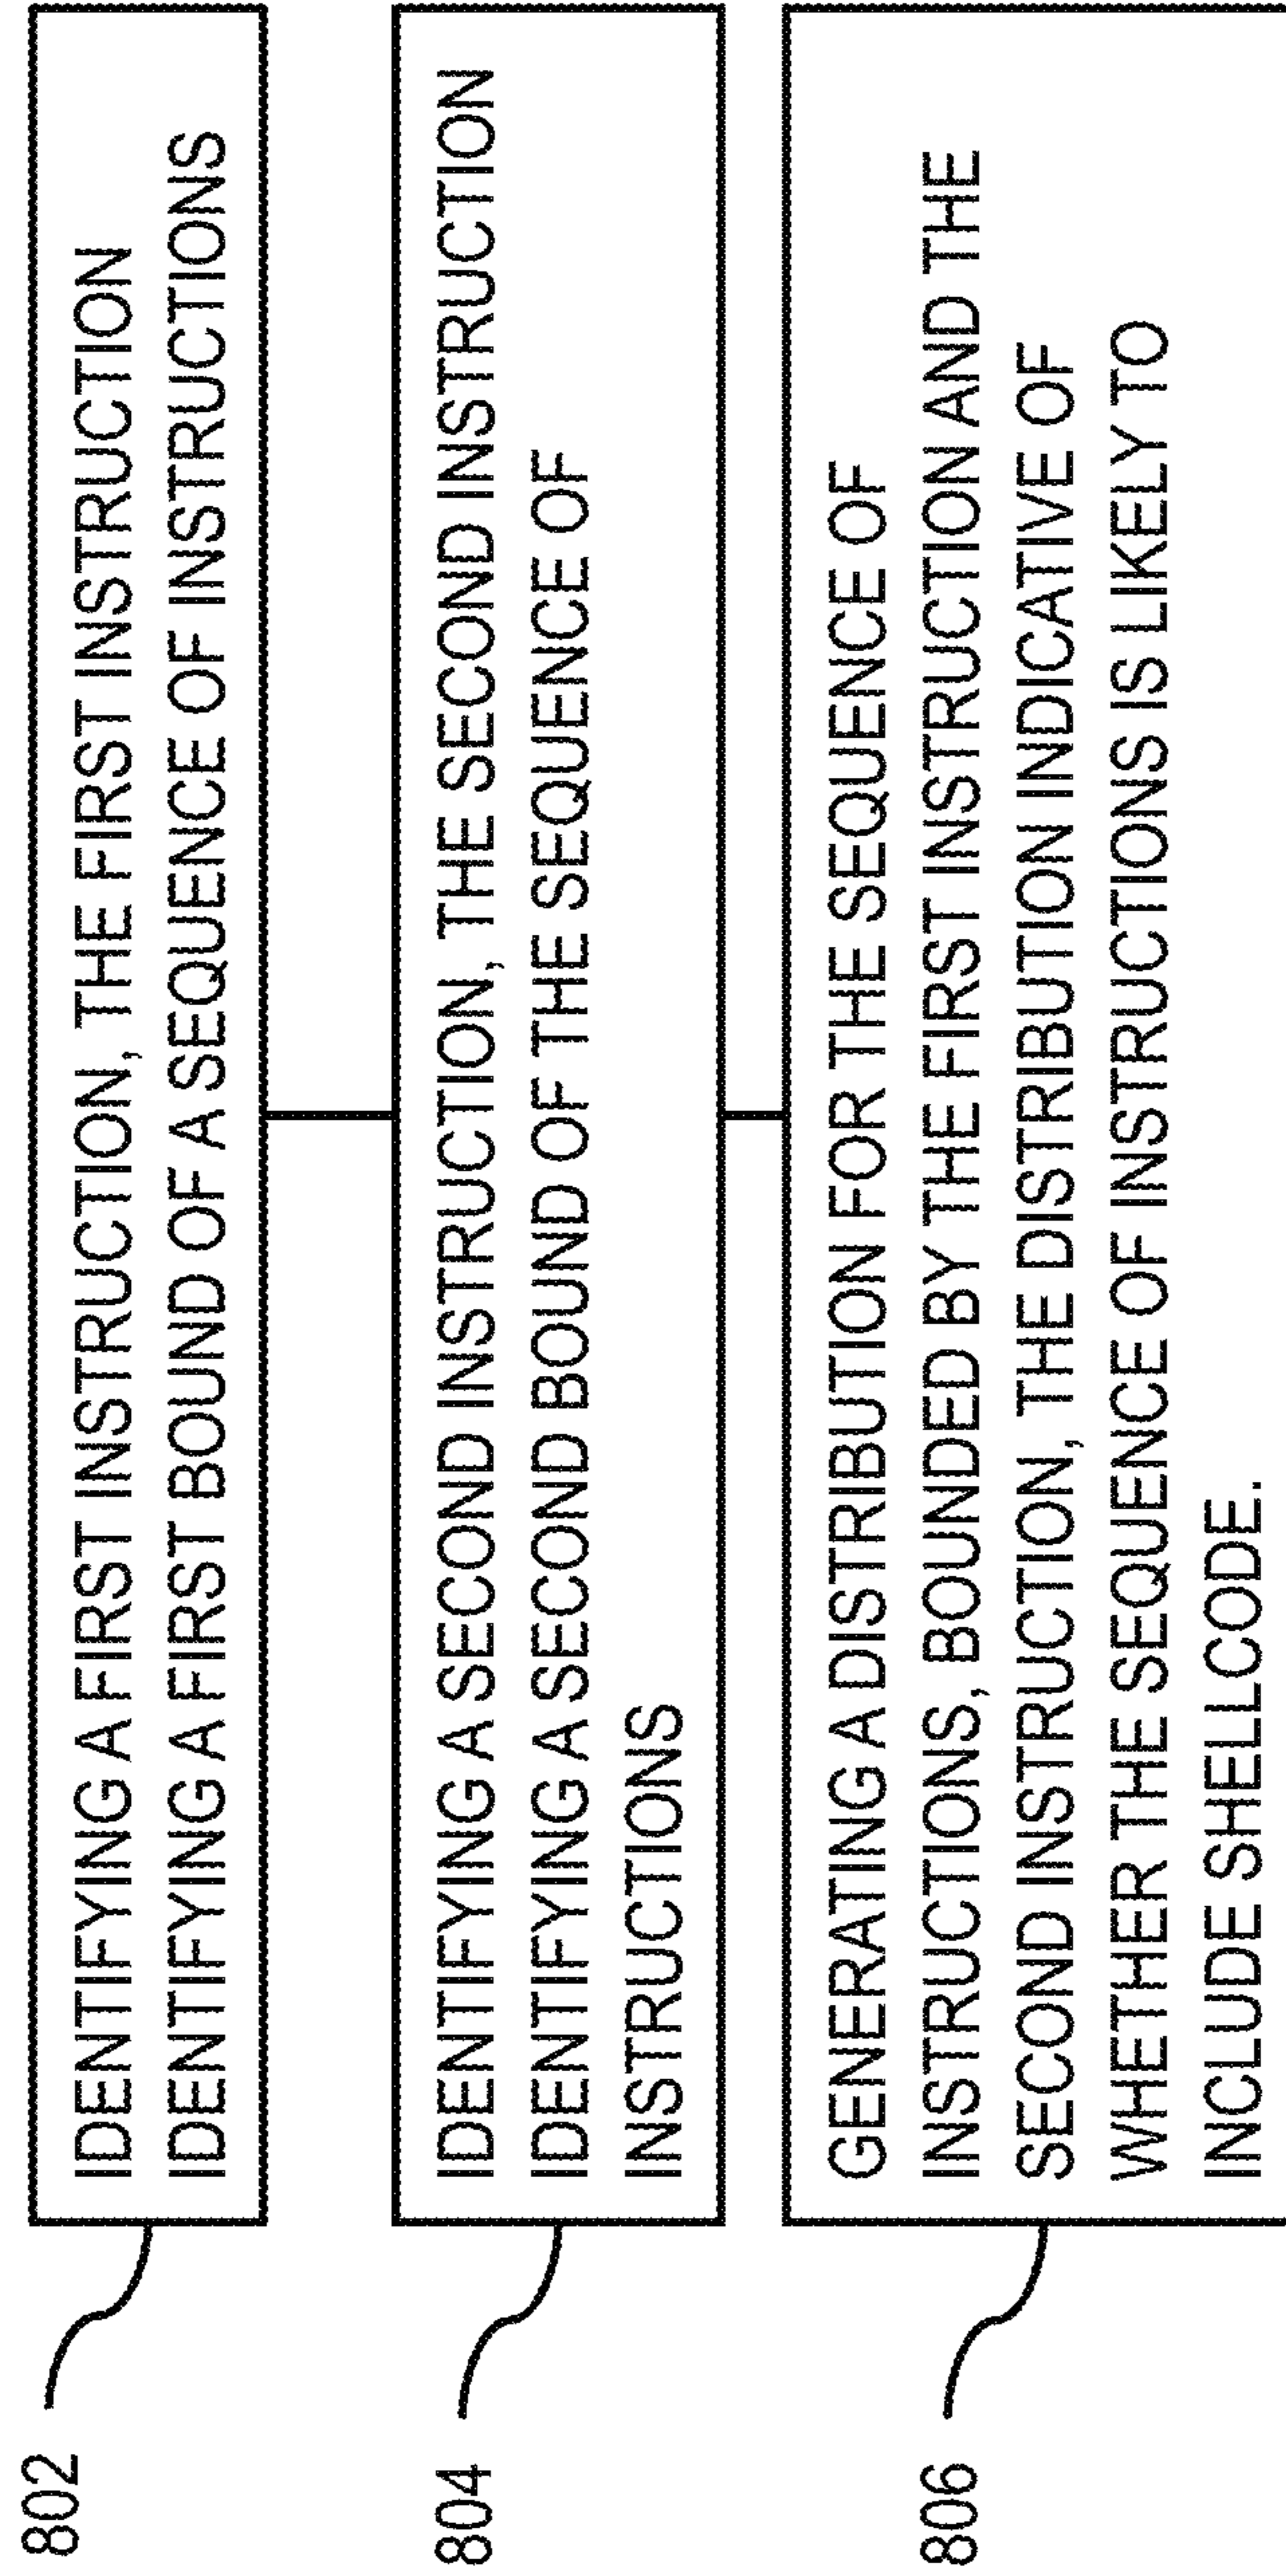 802
IDENTIFYING A FIRST INSTRUCTION, THE FIRST INSTRUCTION
IDENTIFYING A FIRST BOUND OF A SEQUENCE OF INSTRUCTIONS
804
IDENTIFYING A SECOND INSTRUCTION, THE SECOND INSTRUCTION
IDENTIFYING A SECOND BOUND OF THE SEQUENCE OF
INSTRUCTIONS
806
GENERATING A DISTRIBUTION FOR THE SEQUENCE OF
INSTRUCTIONS, BOUNDED BY THE FIRST INSTRUCTION AND THE
SECOND INSTRUCTION, THE DISTRIBUTION INDICATIVE OF
WHETHER THE SEQUENCE OF INSTRUCTIONS IS LIKELY TO
INCLUDE SHELLCODE.